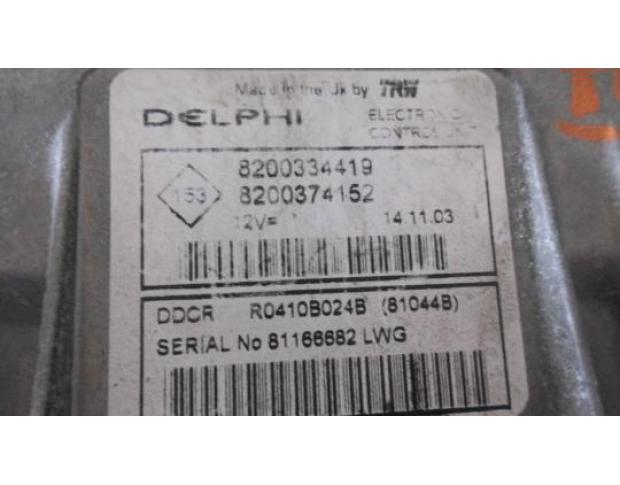 Made in the Uk by TRW
DELPHI
ELECTRONIC
CONTROL UNIT
153
8200334419
8200374152
12V=
14.11.03
DDCR R0410B024B (81044B)
SERIAL No 81166682 LWG